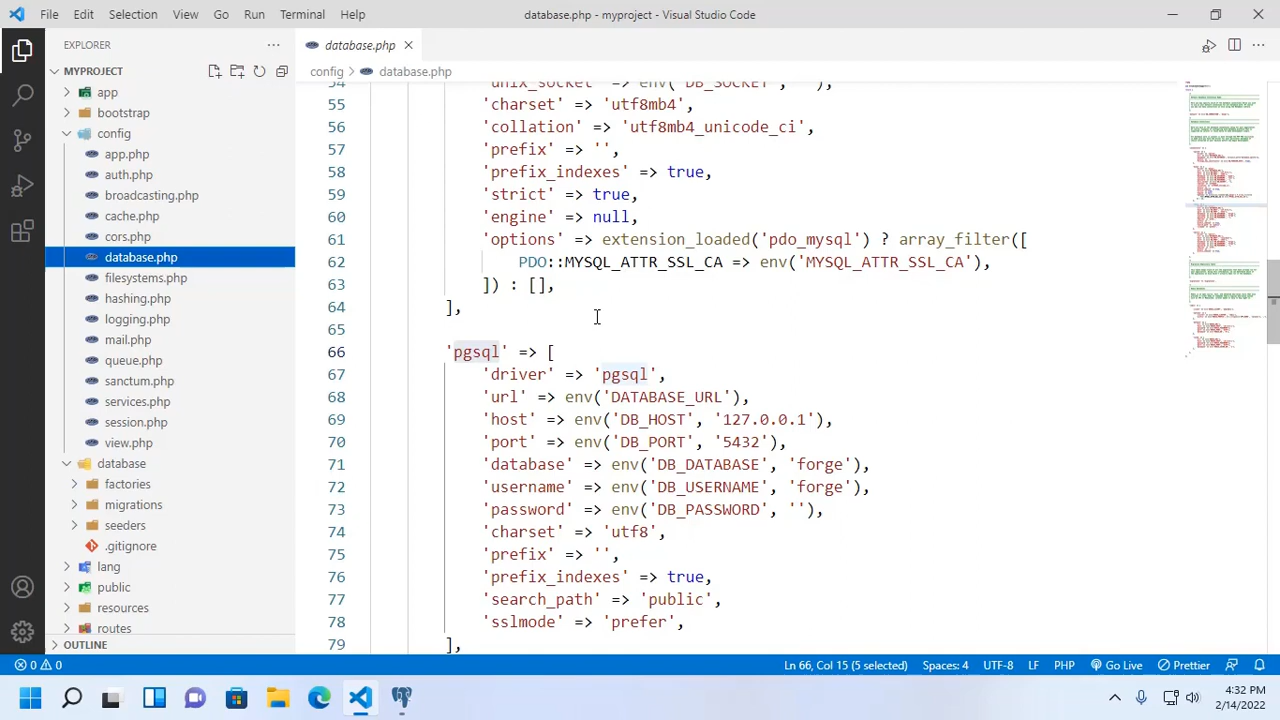 File Edit Selection View Go Run Terminal Help
database.php - myproject - Visual Studio Code
EXPLORER
MYPROJECT
app
bootstrap
config
app.php
auth.php
broadcasting.php
cache.php
cors.php
database.php
filesystems.php
hashing.php
logging.php
mail.php
queue.php
sanctum.php
services.php
session.php
view.php
database
factories
migrations
seeders
.gitignore
lang
public
resources
routes
OUTLINE
database.php
config > database.php
54 'unix_socket' => env('DB_SOCKET', ''),
55 'charset' => 'utf8mb4',
56 'collation' => 'utf8mb4_unicode_ci',
57 'prefix' => '',
58 'prefix_indexes' => true,
59 'strict' => true,
60 'engine' => null,
61 'options' => extension_loaded('pdo_mysql') ? array_filter([
62 PDO::MYSQL_ATTR_SSL_CA => env('MYSQL_ATTR_SSL_CA'),
63 ]) : [],
64 ],
65
66 'pgsql' => [
67 'driver' => 'pgsql',
68 'url' => env('DATABASE_URL'),
69 'host' => env('DB_HOST', '127.0.0.1'),
70 'port' => env('DB_PORT', '5432'),
71 'database' => env('DB_DATABASE', 'forge'),
72 'username' => env('DB_USERNAME', 'forge'),
73 'password' => env('DB_PASSWORD', ''),
74 'charset' => 'utf8',
75 'prefix' => '',
76 'prefix_indexes' => true,
77 'search_path' => 'public',
78 'sslmode' => 'prefer',
79 ],
0 0
Ln 66, Col 15 (5 selected) Spaces: 4 UTF-8 LF PHP Go Live Prettier
4:32 PM
2/14/2022